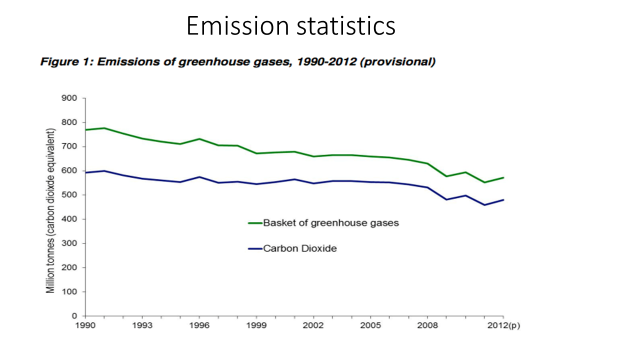 Emission statistics
Figure 1: Emissions of greenhouse gases, 1990-2012 (provisional)
Million tonnes (carbon dioxide equivalent)
900
800
700
600
500
400
300
200
100
0
Basket of greenhouse gases
Carbon Dioxide
1990 1993 1996 1999 2002 2005 2008 2012(p)